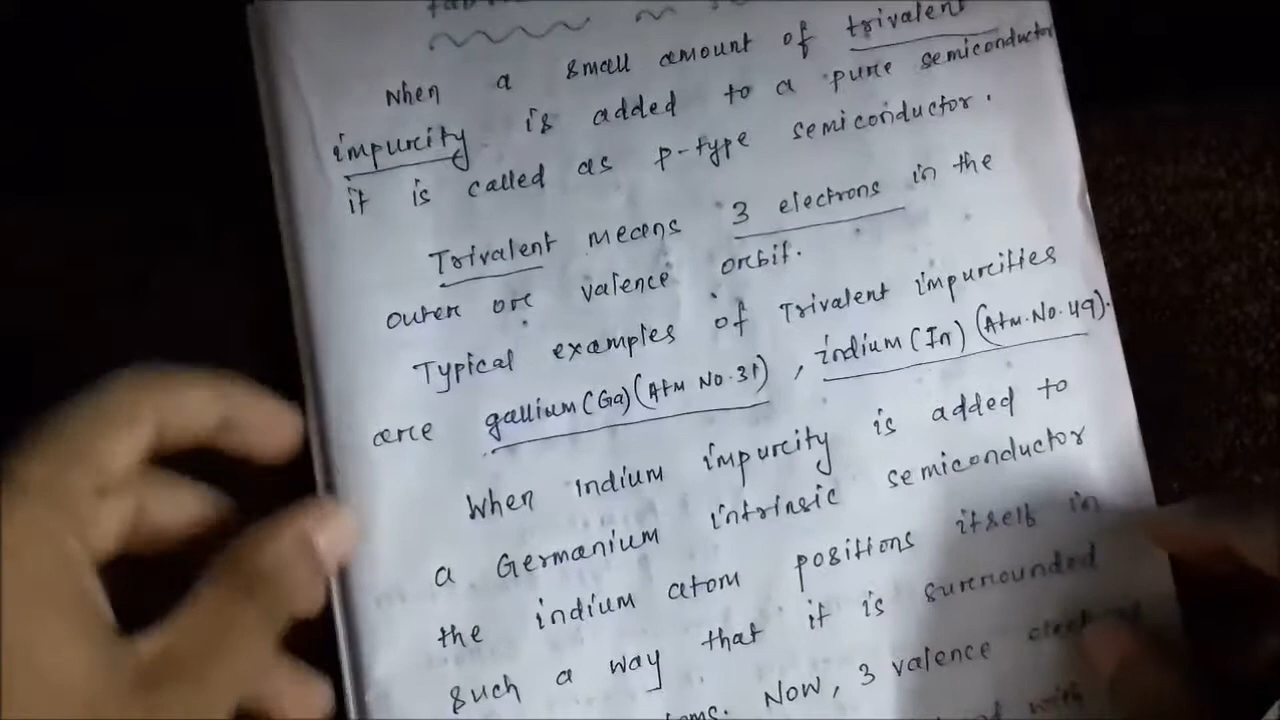 When a small amount of trivalent
impurity is added to a pure semiconductor
it is called as p-type semiconductor.
Trivalent means 3 electrons in the
outer or valence orbit.
Typical examples of Trivalent impurities
are gallium(Ga)(Atm No.31), indium(In)(Atm.No.49).
When indium impurity is added to
a Germanium intrinsic semiconductor
the indium atom positions itself in
such a way that it is surrounded
Now, 3 valence
with